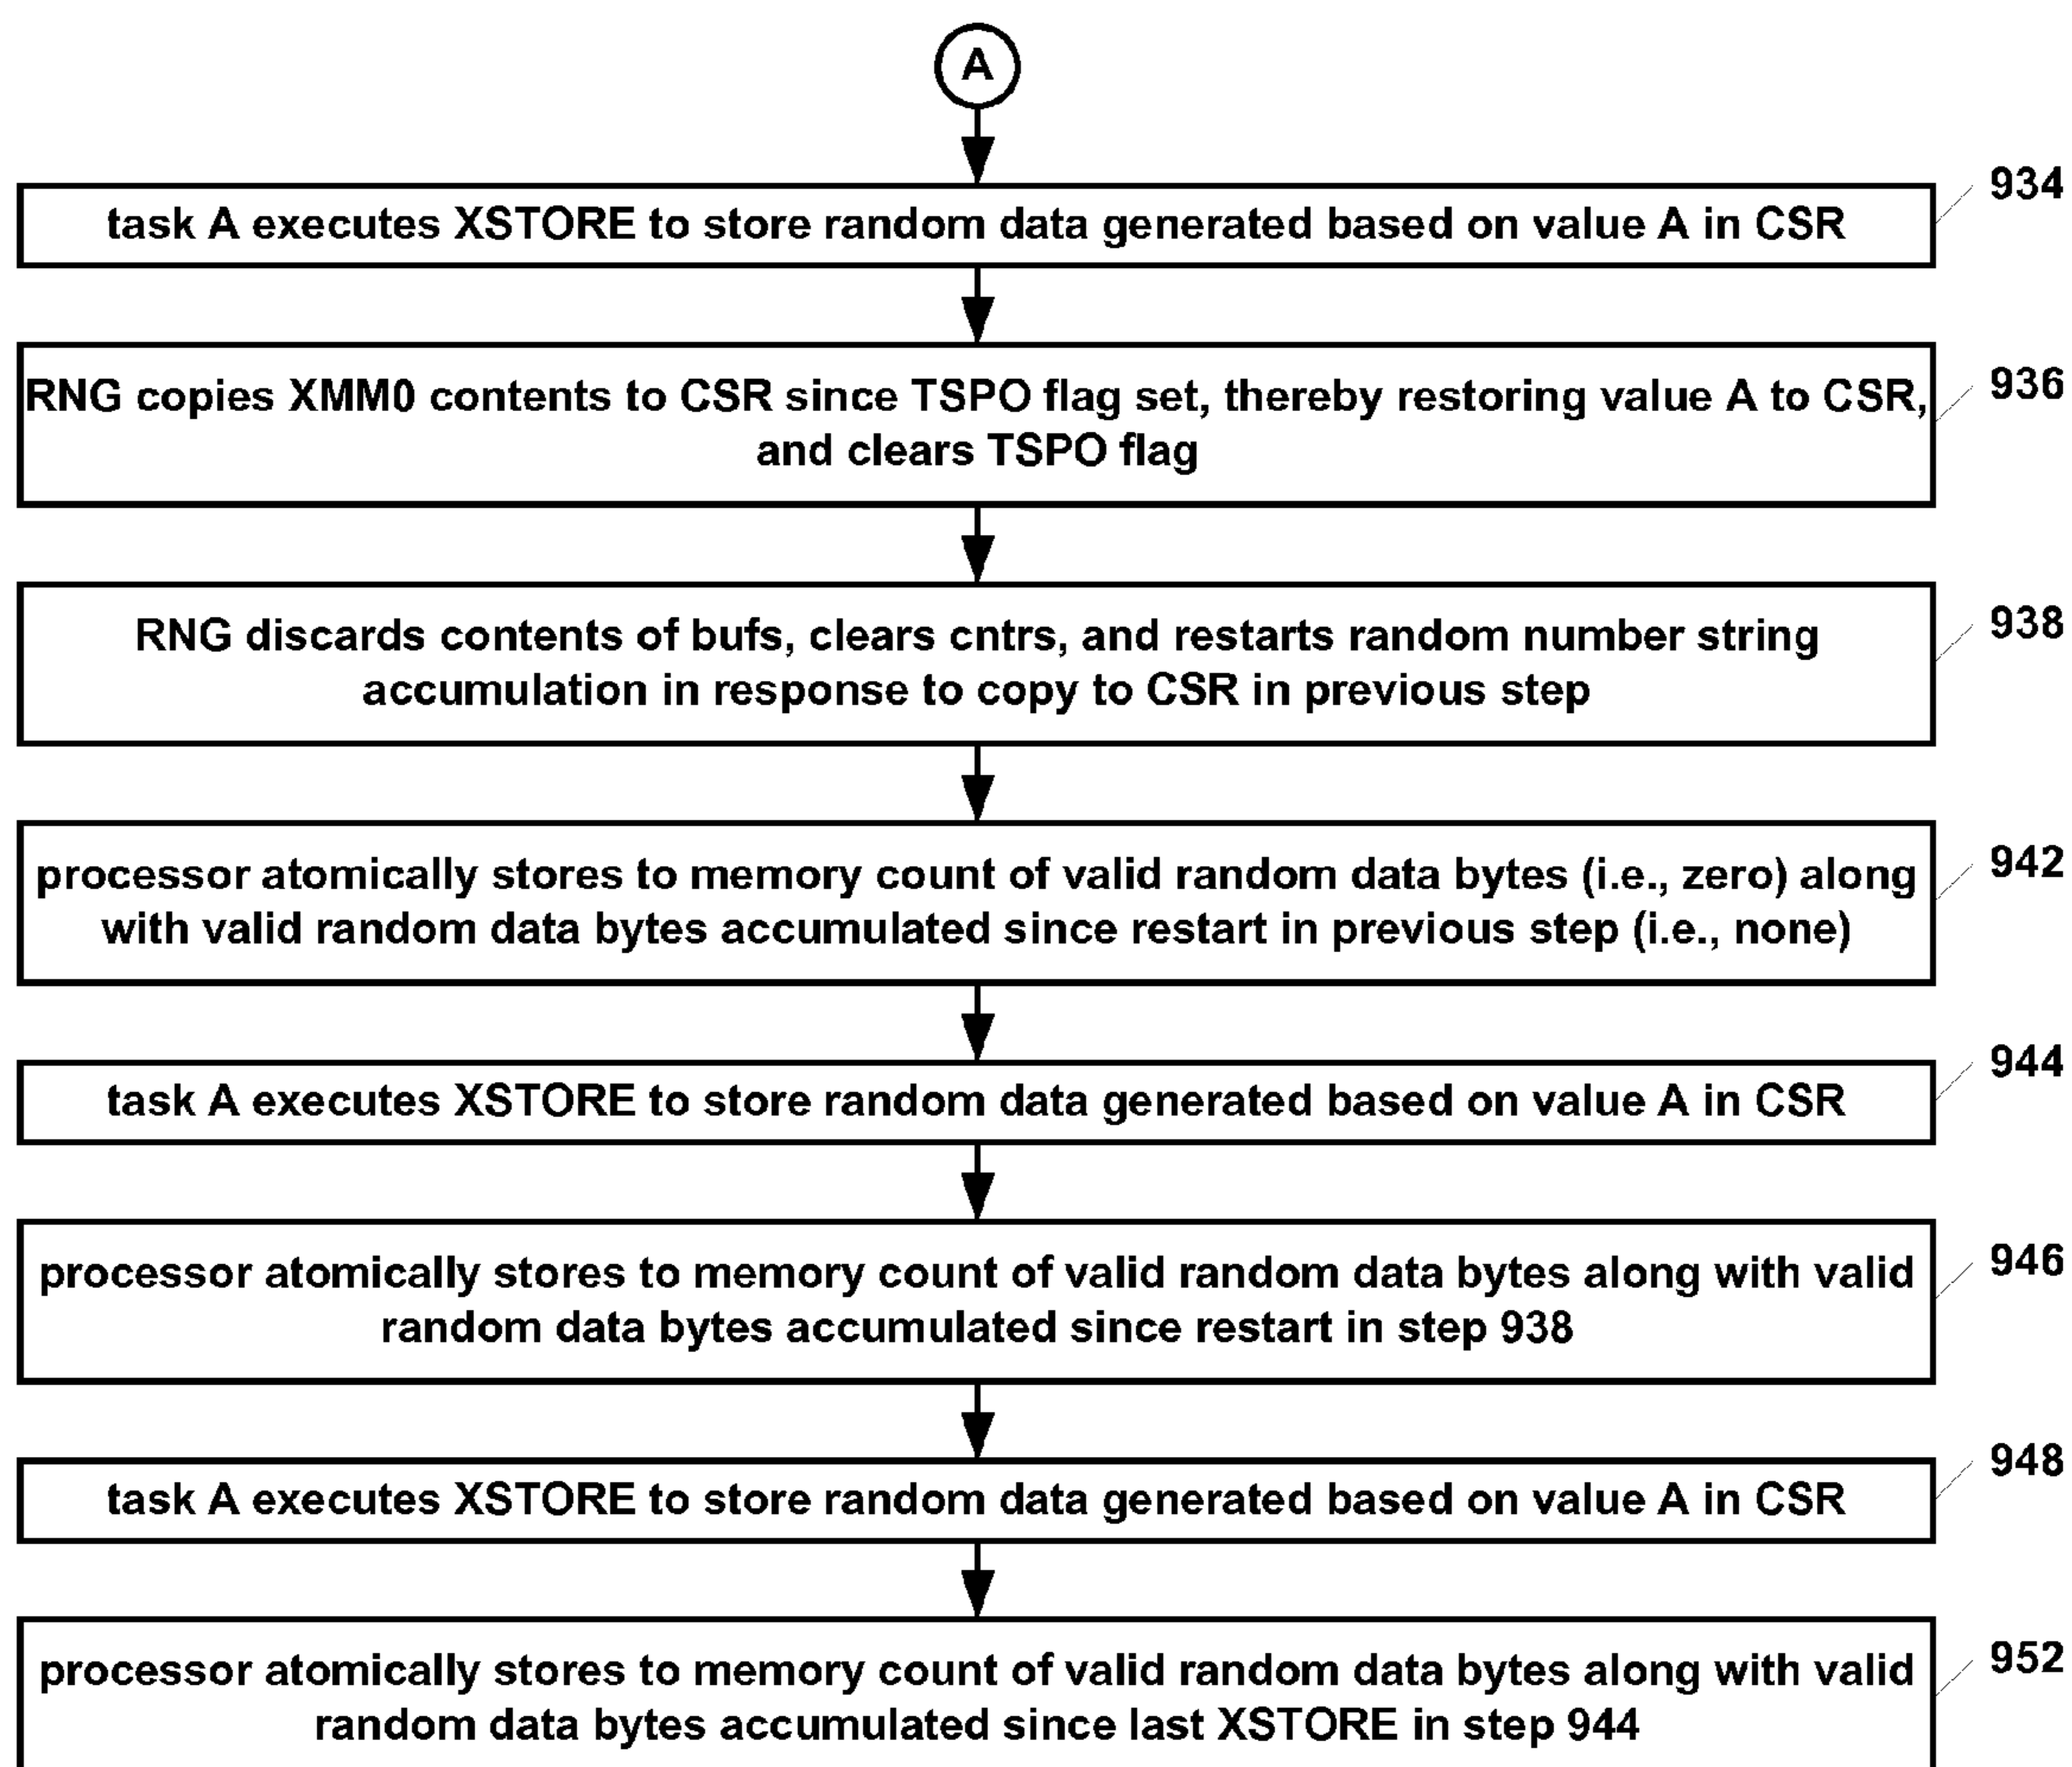 A
934
task A executes XSTORE to store random data generated based on value A in CSR
936
RNG copies XMM0 contents to CSR since TSPO flag set, thereby restoring value A to CSR,
and clears TSPO flag
938
RNG discards contents of bufs, clears cntrs, and restarts random number string
accumulation in response to copy to CSR in previous step
942
processor atomically stores to memory count of valid random data bytes (i.e., zero) along
with valid random data bytes accumulated since restart in previous step (i.e., none)
944
task A executes XSTORE to store random data generated based on value A in CSR
946
processor atomically stores to memory count of valid random data bytes along with valid
random data bytes accumulated since restart in step 938
948
task A executes XSTORE to store random data generated based on value A in CSR
952
processor atomically stores to memory count of valid random data bytes along with valid
random data bytes accumulated since last XSTORE in step 944